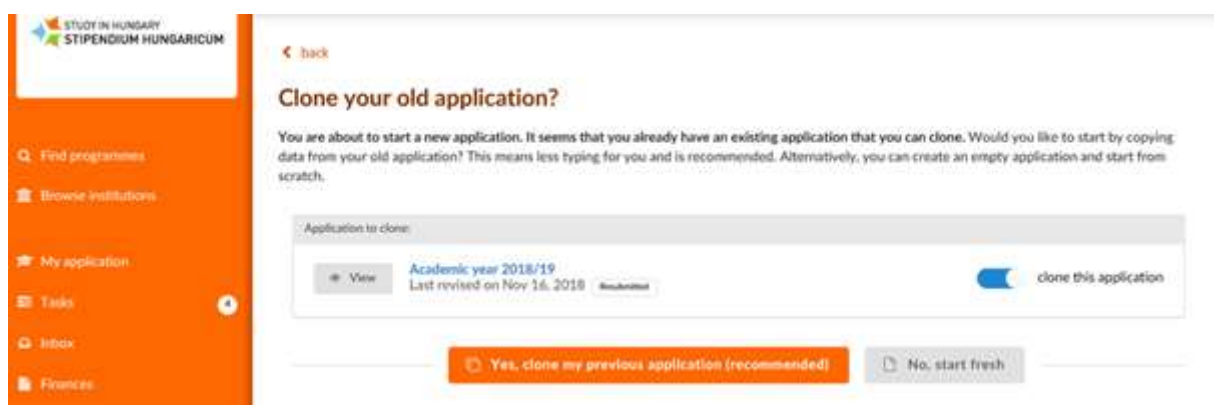 STUDY IN HUNGARY
STIPENDIUM HUNGARICUM
Find programmes
Browse institutions
My application
Tasks 4
Inbox
Finances
back
Clone your old application?
You are about to start a new application. It seems that you already have an existing application that you can clone. Would you like to start by copying
data from your old application? This means less typing for you and is recommended. Alternatively, you can create an empty application and start from
scratch.
Application to clone:
View
Academic year 2018/19
Last revised on Nov 16, 2018
clone this application
Yes, clone my previous application (recommended)
No, start fresh